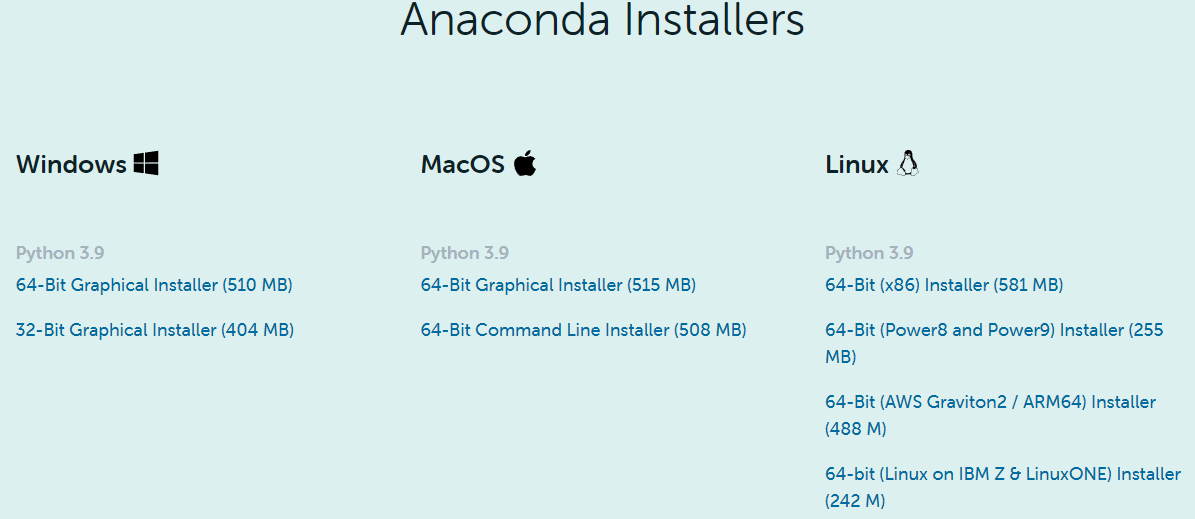 Anaconda Installers
Windows
Python 3.9
64-Bit Graphical Installer (510 MB)
32-Bit Graphical Installer (404 MB)
MacOS
Python 3.9
64-Bit Graphical Installer (515 MB)
64-Bit Command Line Installer (508 MB)
Linux
Python 3.9
64-Bit (x86) Installer (581 MB)
64-Bit (Power8 and Power9) Installer (255
MB)
64-Bit (AWS Graviton2 / ARM64) Installer
(488 M)
64-bit (Linux on IBM Z & LinuxONE) Installer
(242 M)